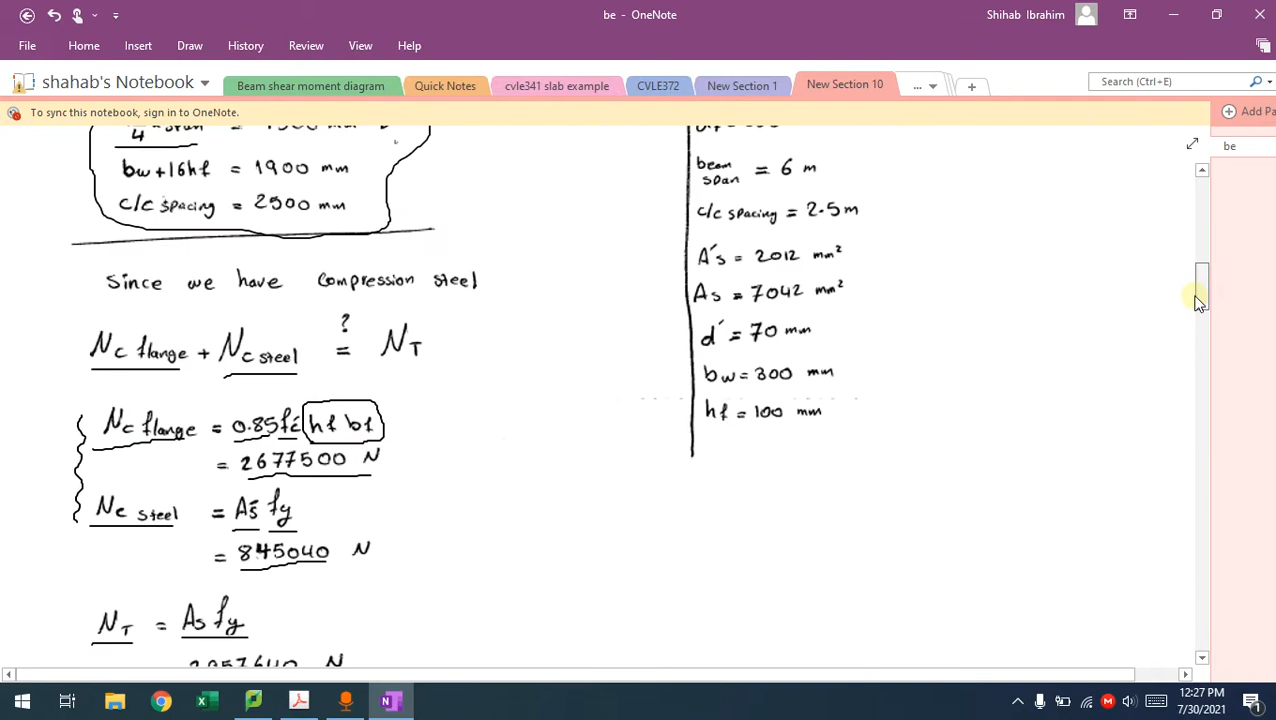 be - OneNote
Shihab Ibrahim
File Home Insert Draw History Review View Help
shahab's Notebook
Beam shear moment diagram
Quick Notes
cvle341 slab example
CVLE372
New Section 1
New Section 10
...
Search (Ctrl+E)
To sync this notebook, sign in to OneNote.
Add Pa
be
bw+16hf = 1900 mm
c/c spacing = 2500 mm
Since we have compression steel
Nc flange + Nc steel ?= NT
Nc flange = 0.85f'c hf bf
= 2677500 N
Nc steel = A's fy
= 845040 N
NT = As fy
2957640 N
beam span = 6 m
c/c spacing = 2.5m
A's = 2012 mm²
As = 7042 mm²
d' = 70 mm
bw = 300 mm
hf = 100 mm
12:27 PM
7/30/2021